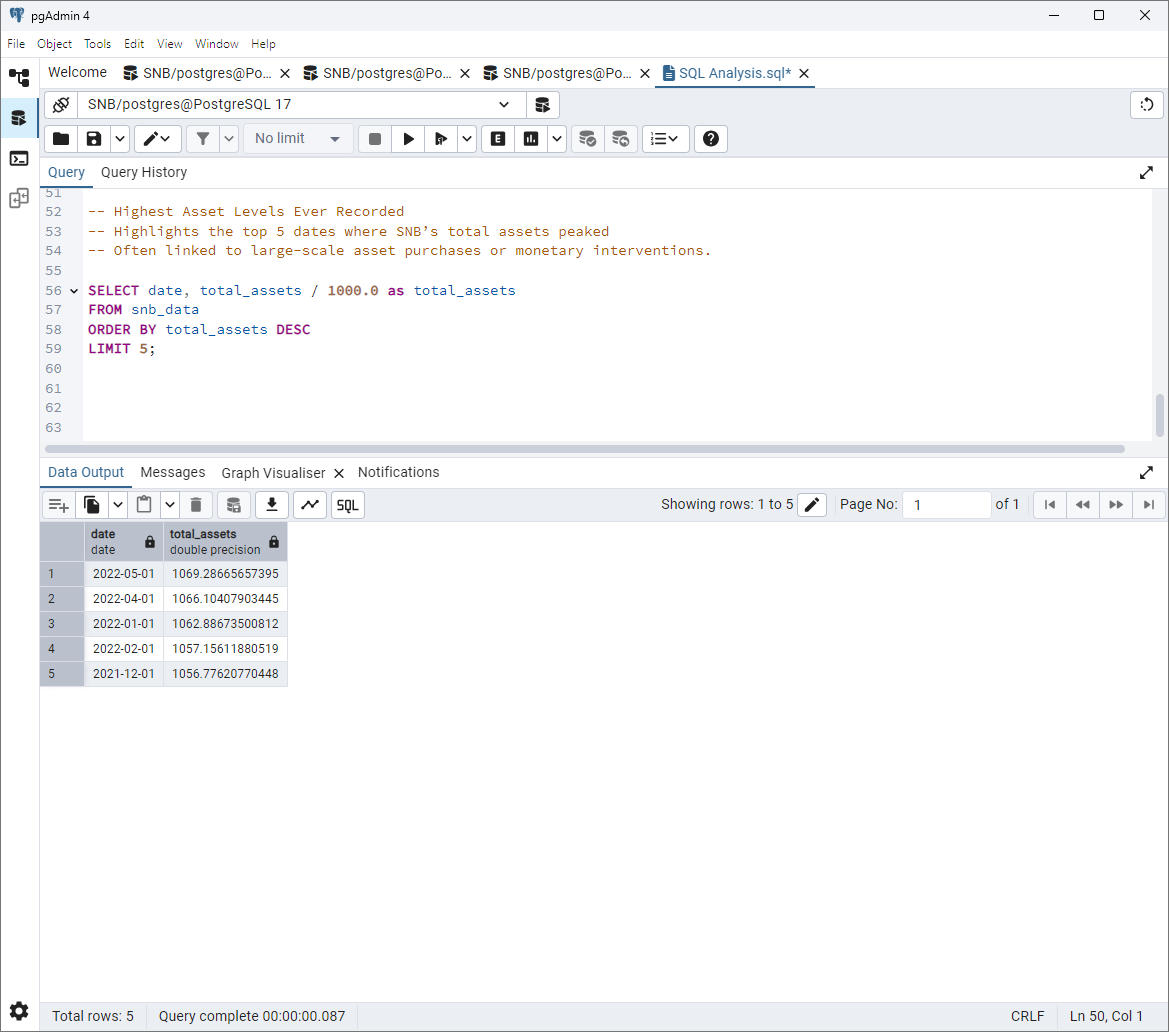 pgAdmin 4
File Object Tools Edit View Window Help
Welcome SNB/postgres@Po... SNB/postgres@Po... SNB/postgres@Po... SQL Analysis.sql*
SNB/postgres@PostgreSQL 17
No limit E
Query Query History
51
52 -- Highest Asset Levels Ever Recorded
53 -- Highlights the top 5 dates where SNB’s total assets peaked
54 -- Often linked to large-scale asset purchases or monetary interventions.
55
56 SELECT date, total_assets / 1000.0 as total_assets
57 FROM snb_data
58 ORDER BY total_assets DESC
59 LIMIT 5;
60
61
62
63
Data Output Messages Graph Visualiser Notifications
SQL Showing rows: 1 to 5 Page No: 1 of 1
date total_assets
date double precision
1 2022-05-01 1069.28665657395
2 2022-04-01 1066.10407903445
3 2022-01-01 1062.88673500812
4 2022-02-01 1057.15611880519
5 2021-12-01 1056.77620770448
Total rows: 5 Query complete 00:00:00.087 CRLF Ln 50, Col 1